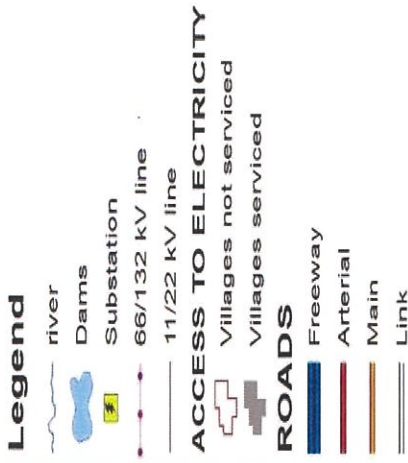 Legend
river
Dams
Substation
66/132 kV line
11/22 kV line
ACCESS TO ELECTRICITY
Villages not serviced
Villages serviced
ROADS
Freeway
Arterial
Main
Link